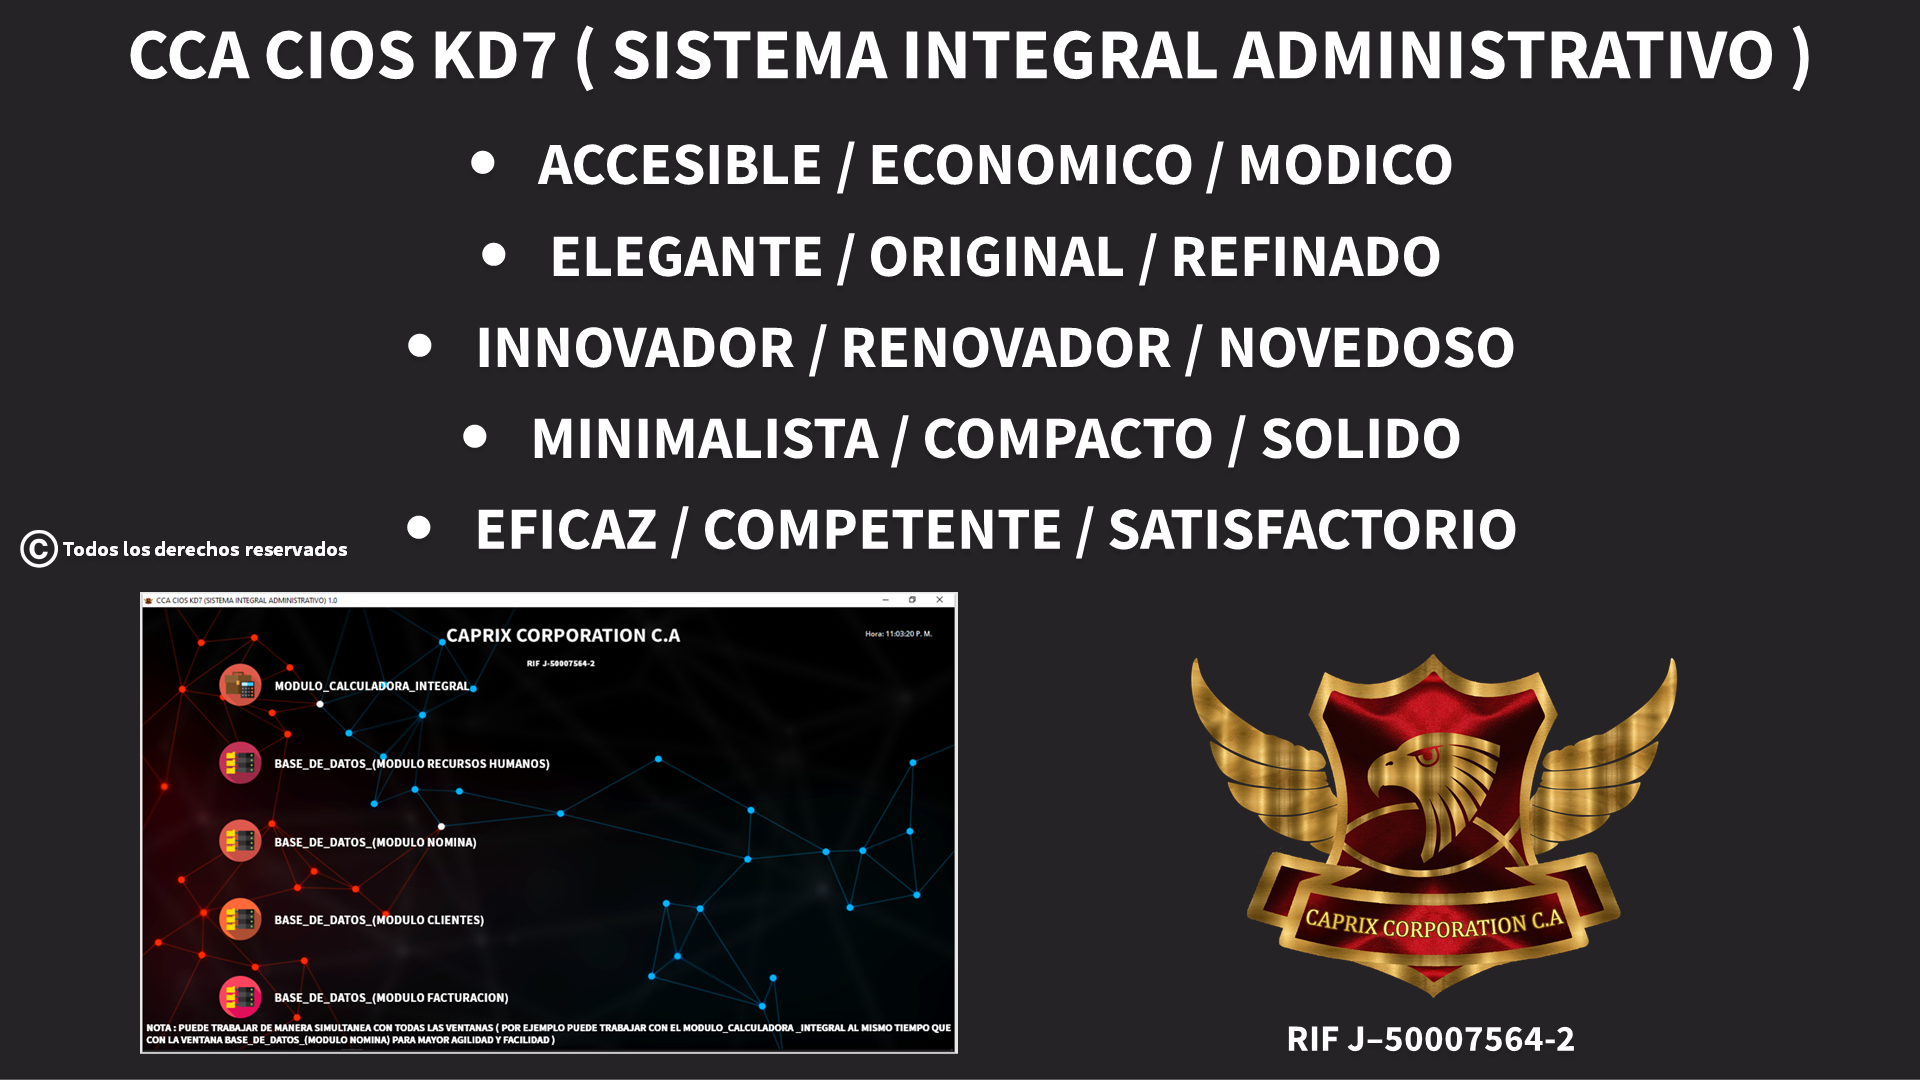 CCA CIOS KD7 ( SISTEMA INTEGRAL ADMINISTRATIVO )
• ACCESIBLE / ECONOMICO / MODICO
• ELEGANTE / ORIGINAL / REFINADO
• INNOVADOR / RENOVADOR / NOVEDOSO
• MINIMALISTA / COMPACTO / SOLIDO
• EFICAZ / COMPETENTE / SATISFACTORIO
© Todos los derechos reservados
CCA CIOS KD7 (SISTEMA INTEGRAL ADMINISTRATIVO) 1.0
CAPRIX CORPORATION C.A
Hora: 11:03:20 P. M.
RIF J-50007564-2
MODULO_CALCULADORA_INTEGRAL
BASE_DE_DATOS_(MODULO RECURSOS HUMANOS)
BASE_DE_DATOS_(MODULO NOMINA)
BASE_DE_DATOS_(MODULO CLIENTES)
BASE_DE_DATOS_(MODULO FACTURACION)
NOTA : PUEDE TRABAJAR DE MANERA SIMULTANEA CON TODAS LAS VENTANAS ( POR EJEMPLO PUEDE TRABAJAR CON EL MODULO_CALCULADORA _INTEGRAL AL MISMO TIEMPO QUE
CON LA VENTANA BASE_DE_DATOS_(MODULO NOMINA) PARA MAYOR AGILIDAD Y FACILIDAD )
CAPRIX CORPORATION C.A
RIF J–50007564-2